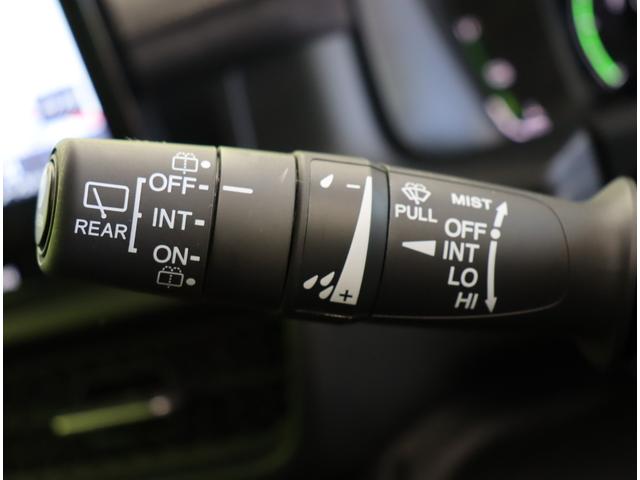 REAR
OFF
INT
ON
−
+
PULL
MIST
OFF
INT
LO
HI